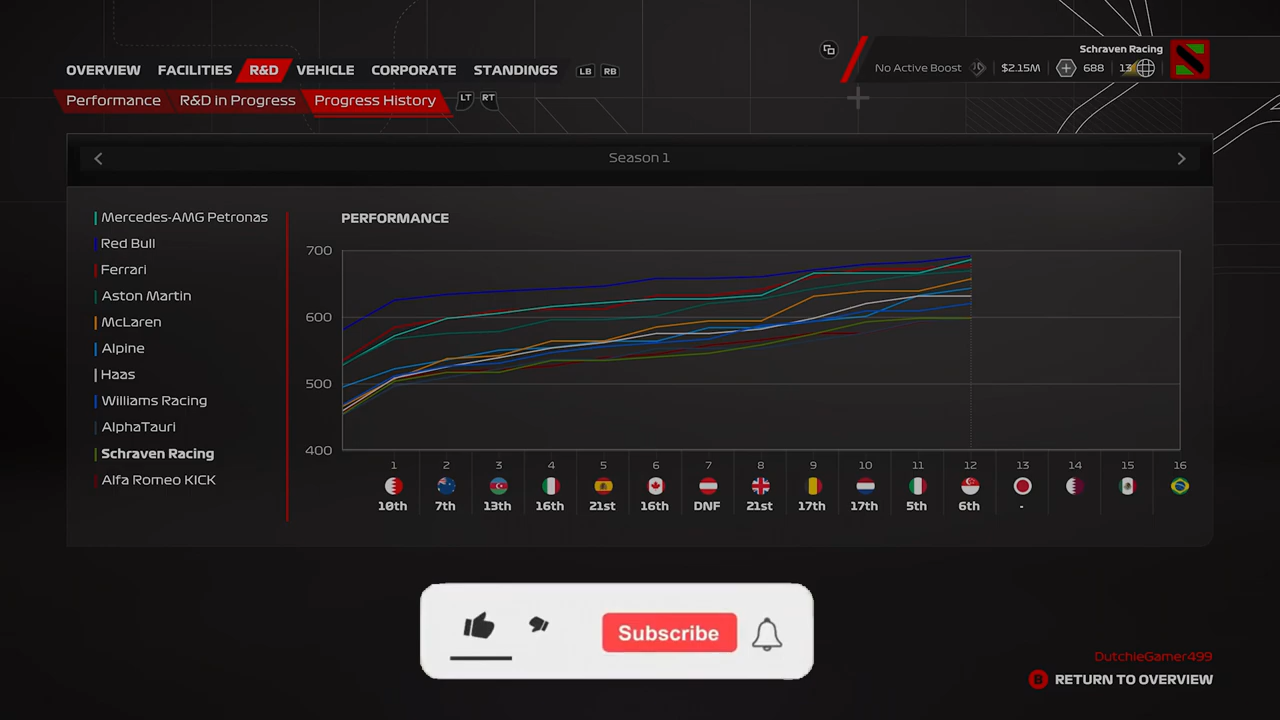 Schraven Racing
OVERVIEW FACILITIES R&D VEHICLE CORPORATE STANDINGS LB RB
No Active Boost $2.15M 688 13
Performance R&D in Progress Progress History LT RT
Season 1
Mercedes-AMG Petronas
Red Bull
Ferrari
Aston Martin
McLaren
Alpine
Haas
Williams Racing
AlphaTauri
Schraven Racing
Alfa Romeo KICK
PERFORMANCE
700
600
500
400
1 2 3 4 5 6 7 8 9 10 11 12 13 14 15 16
10th 7th 13th 16th 21st 16th DNF 21st 17th 17th 5th 6th -
Subscribe
DutchieGamer499
B RETURN TO OVERVIEW